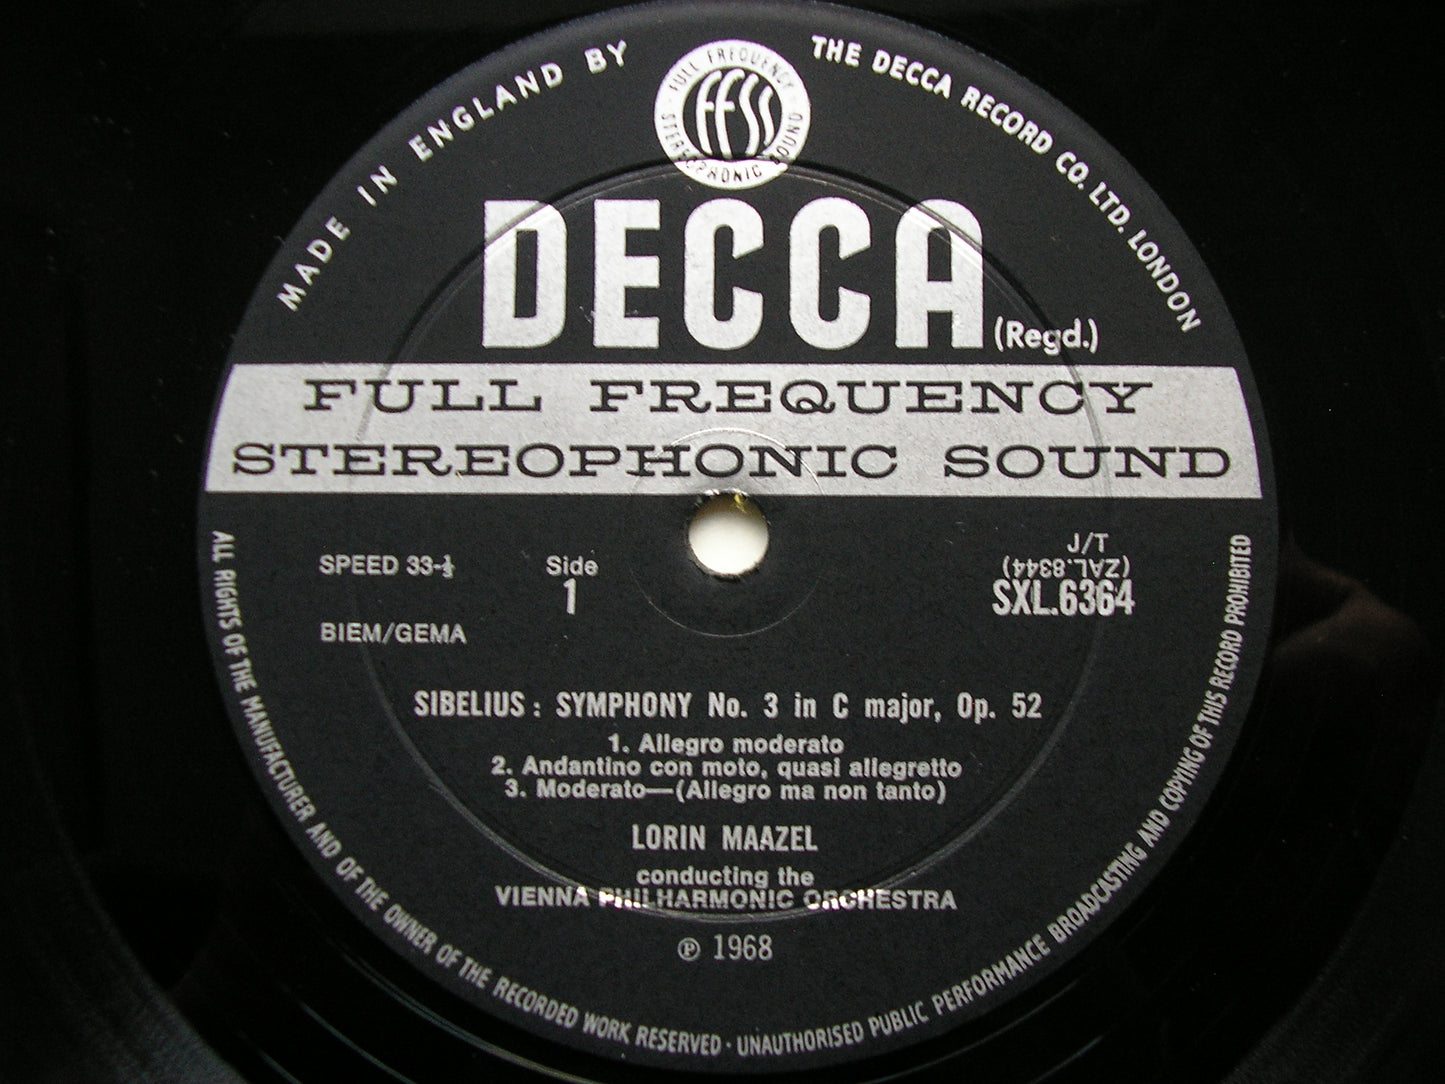 MADE IN ENGLAND BY
THE DECCA RECORD CO. LTD. LONDON
FULL FREQUENCY
FFSS
STEREOPHONIC SOUND
DECCA
(Regd.)
FULL FREQUENCY
STEREOPHONIC SOUND
SPEED 33-⅓
Side
1
J/T
(ZAL.8344)
SXL.6364
BIEM/GEMA
SIBELIUS : SYMPHONY No. 3 in C major, Op. 52
1. Allegro moderato
2. Andantino con moto, quasi allegretto
3. Moderato—(Allegro ma non tanto)
LORIN MAAZEL
conducting the
VIENNA PHILHARMONIC ORCHESTRA
℗ 1968
ALL RIGHTS OF THE MANUFACTURER AND OF THE OWNER OF THE RECORDED WORK RESERVED · UNAUTHORISED PUBLIC PERFORMANCE BROADCASTING AND COPYING OF THIS RECORD PROHIBITED